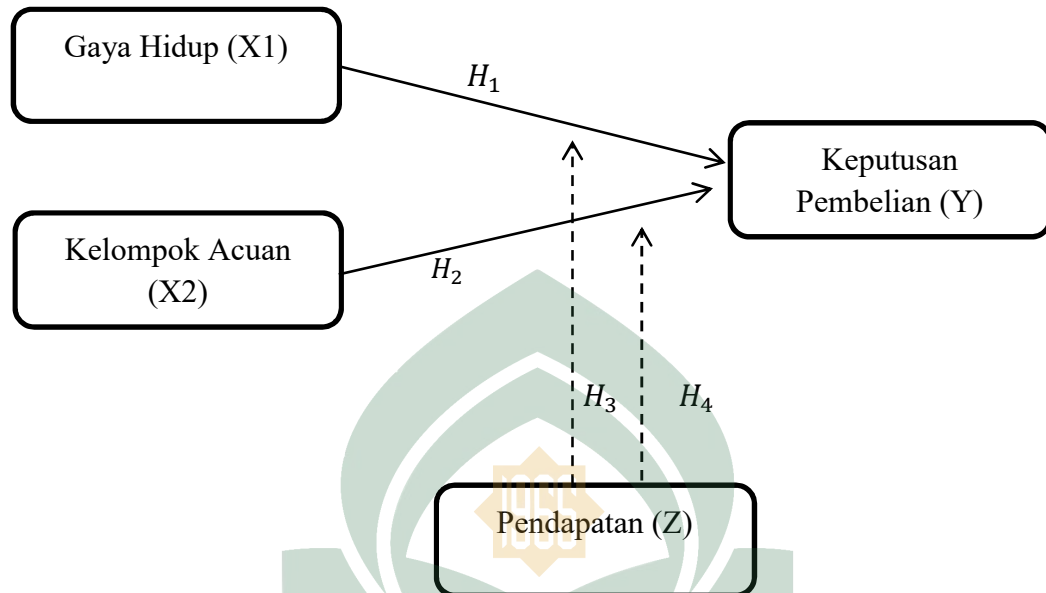 Gaya Hidup (X1)
H₁
Keputusan
Pembelian (Y)
Kelompok Acuan
(X2)
H₂
H₃
H₄
Pendapatan (Z)